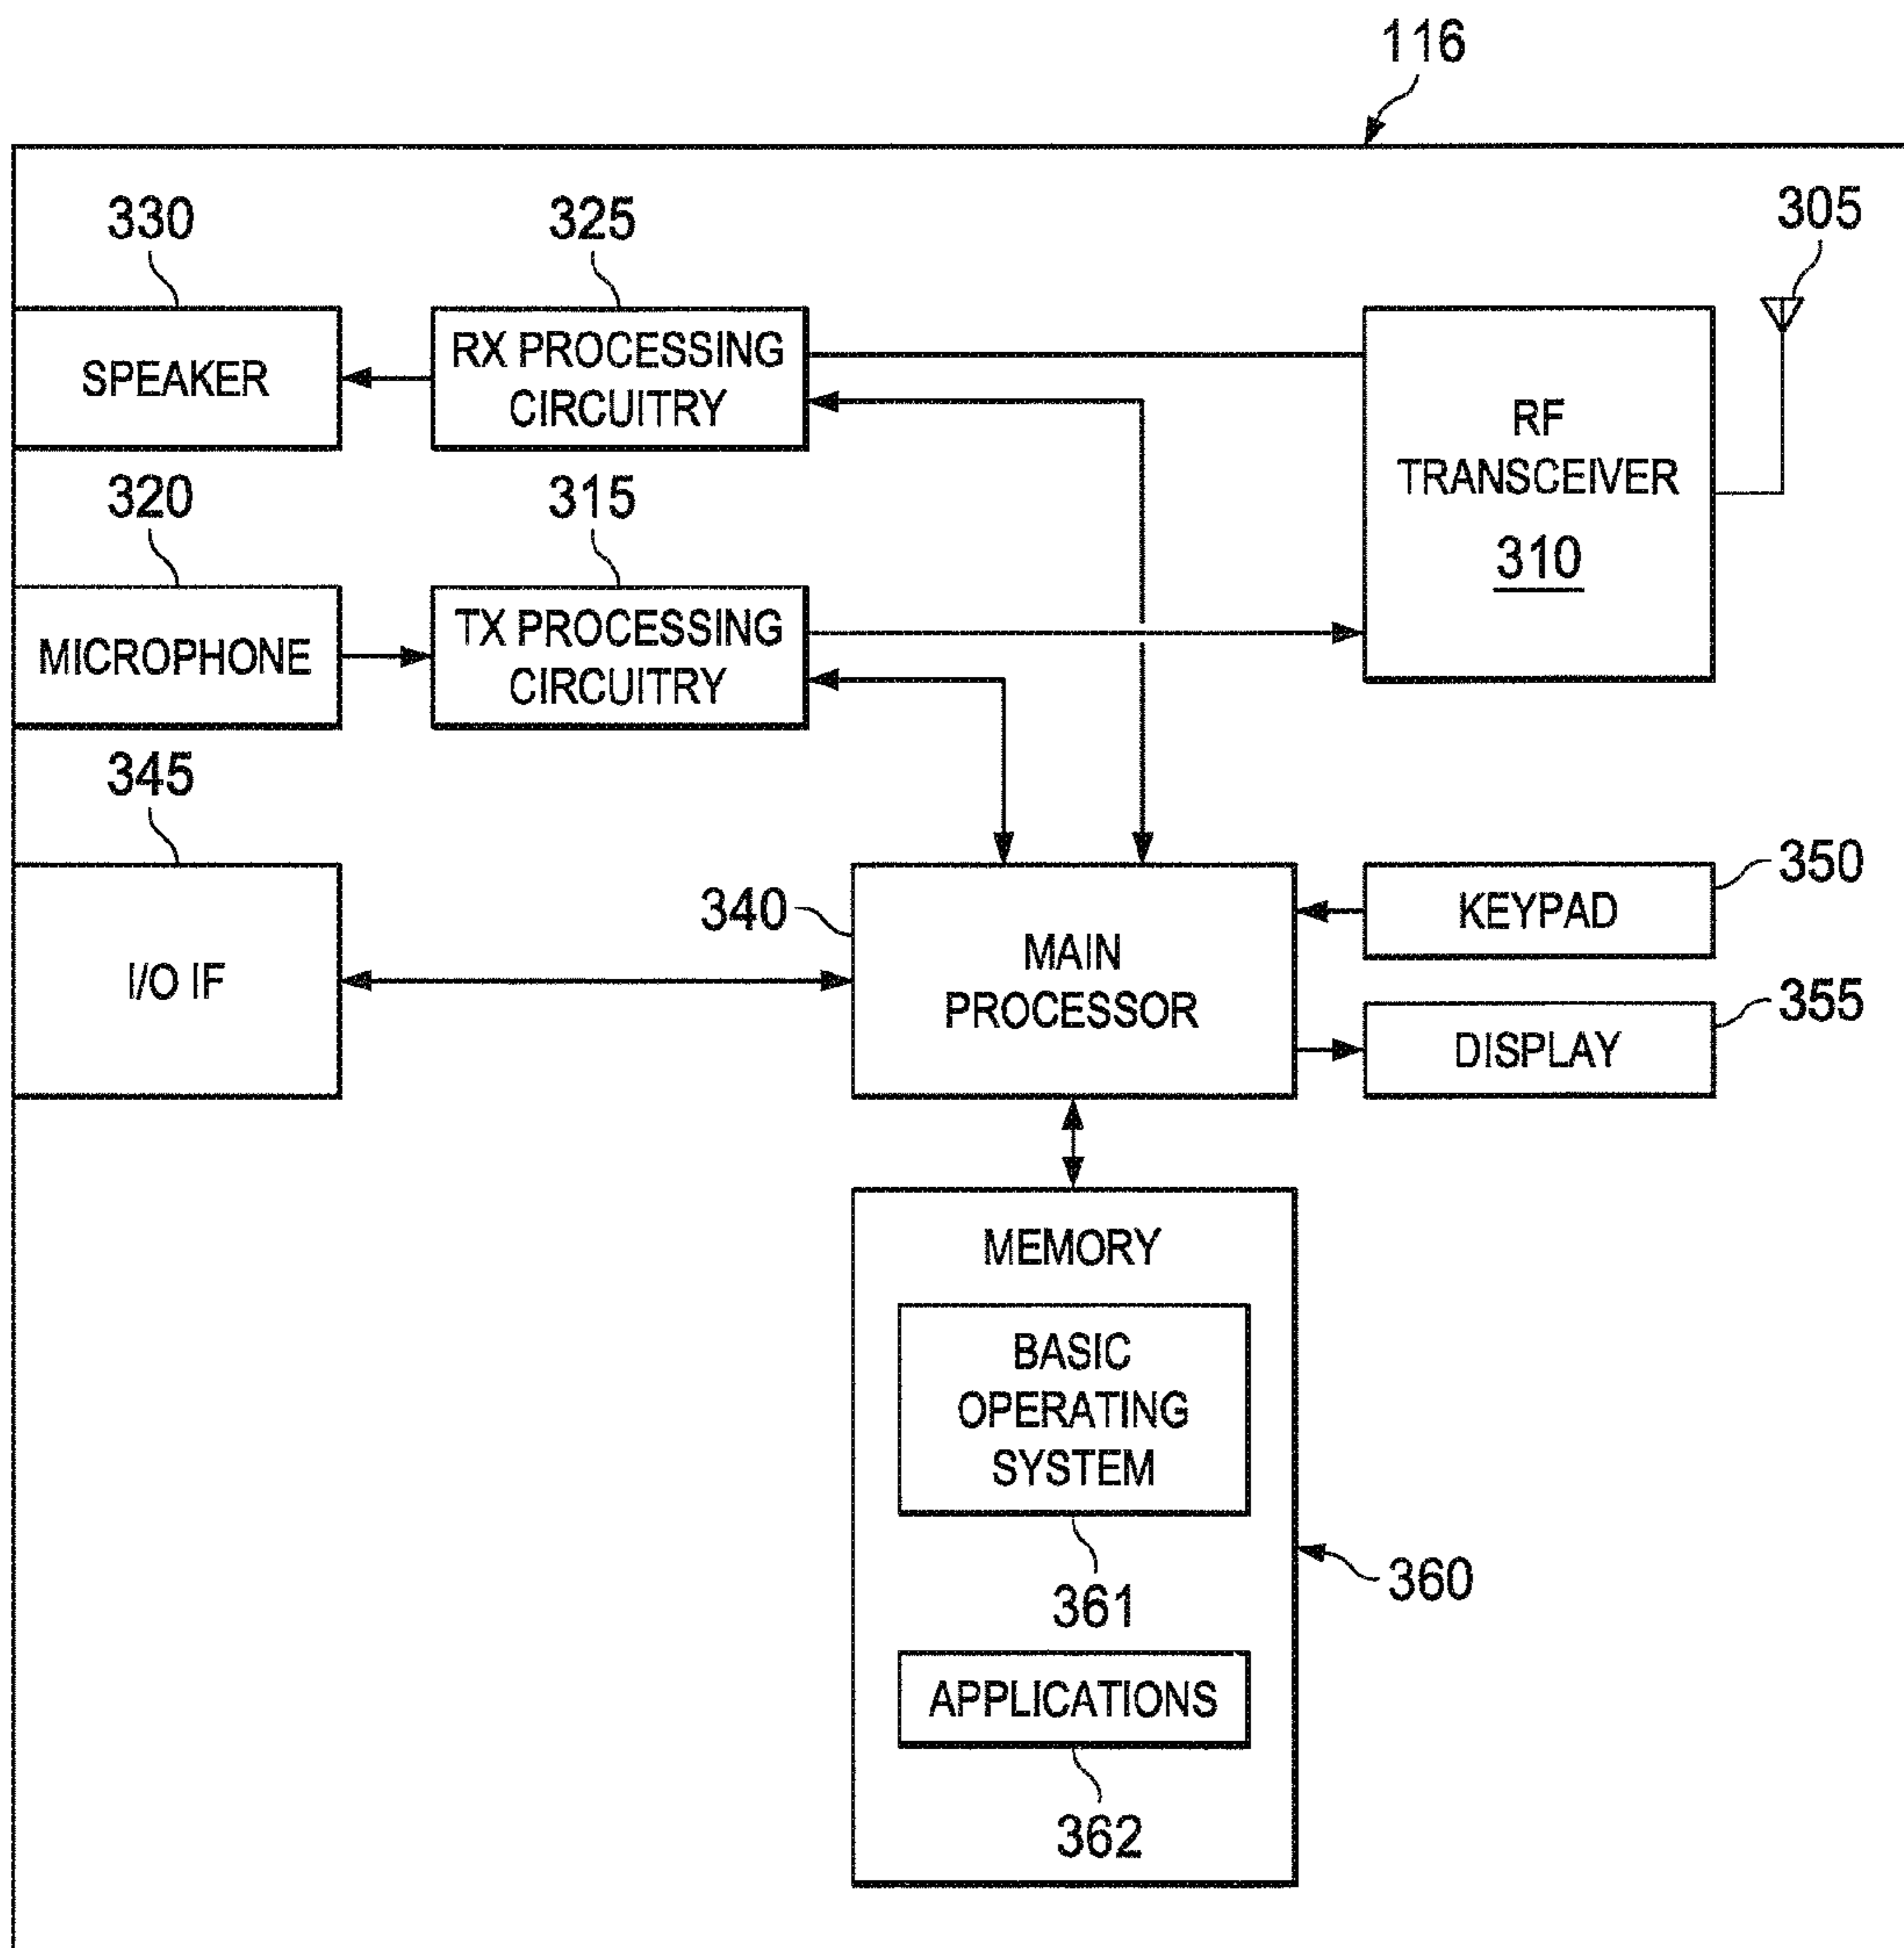 116
330
325
305
SPEAKER
RX PROCESSING
CIRCUITRY
RF
TRANSCEIVER
310
320
315
MICROPHONE
TX PROCESSING
CIRCUITRY
345
I/O IF
340
MAIN
PROCESSOR
KEYPAD
350
DISPLAY
355
MEMORY
BASIC
OPERATING
SYSTEM
361
360
APPLICATIONS
362